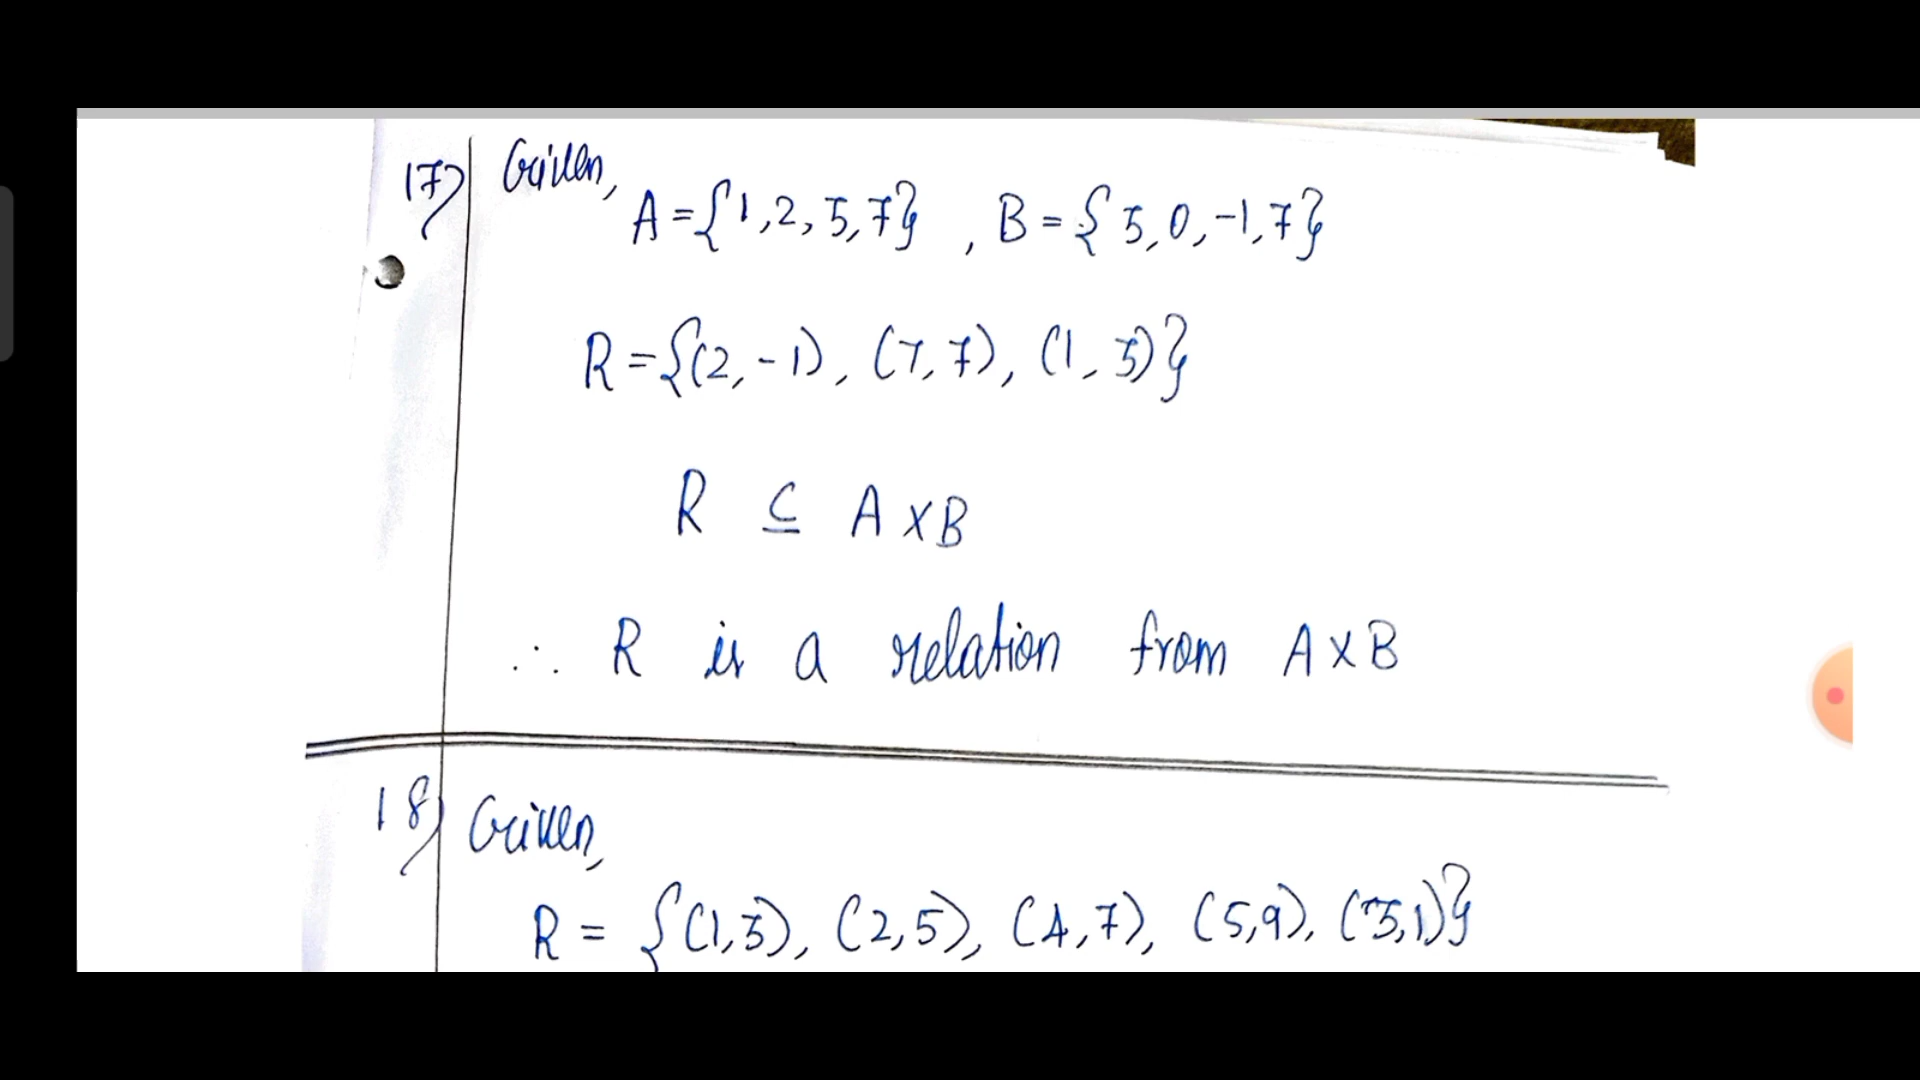 17) Given,
A = {1, 2, 5, 7} , B = {5, 0, -1, 7}
R = {(2, -1), (7, 7), (1, 5)}
R ⊆ A × B
∴ R is a relation from A × B
18) Given,
R = {(1,3), (2,5), (4,7), (5,9), (3,1)}